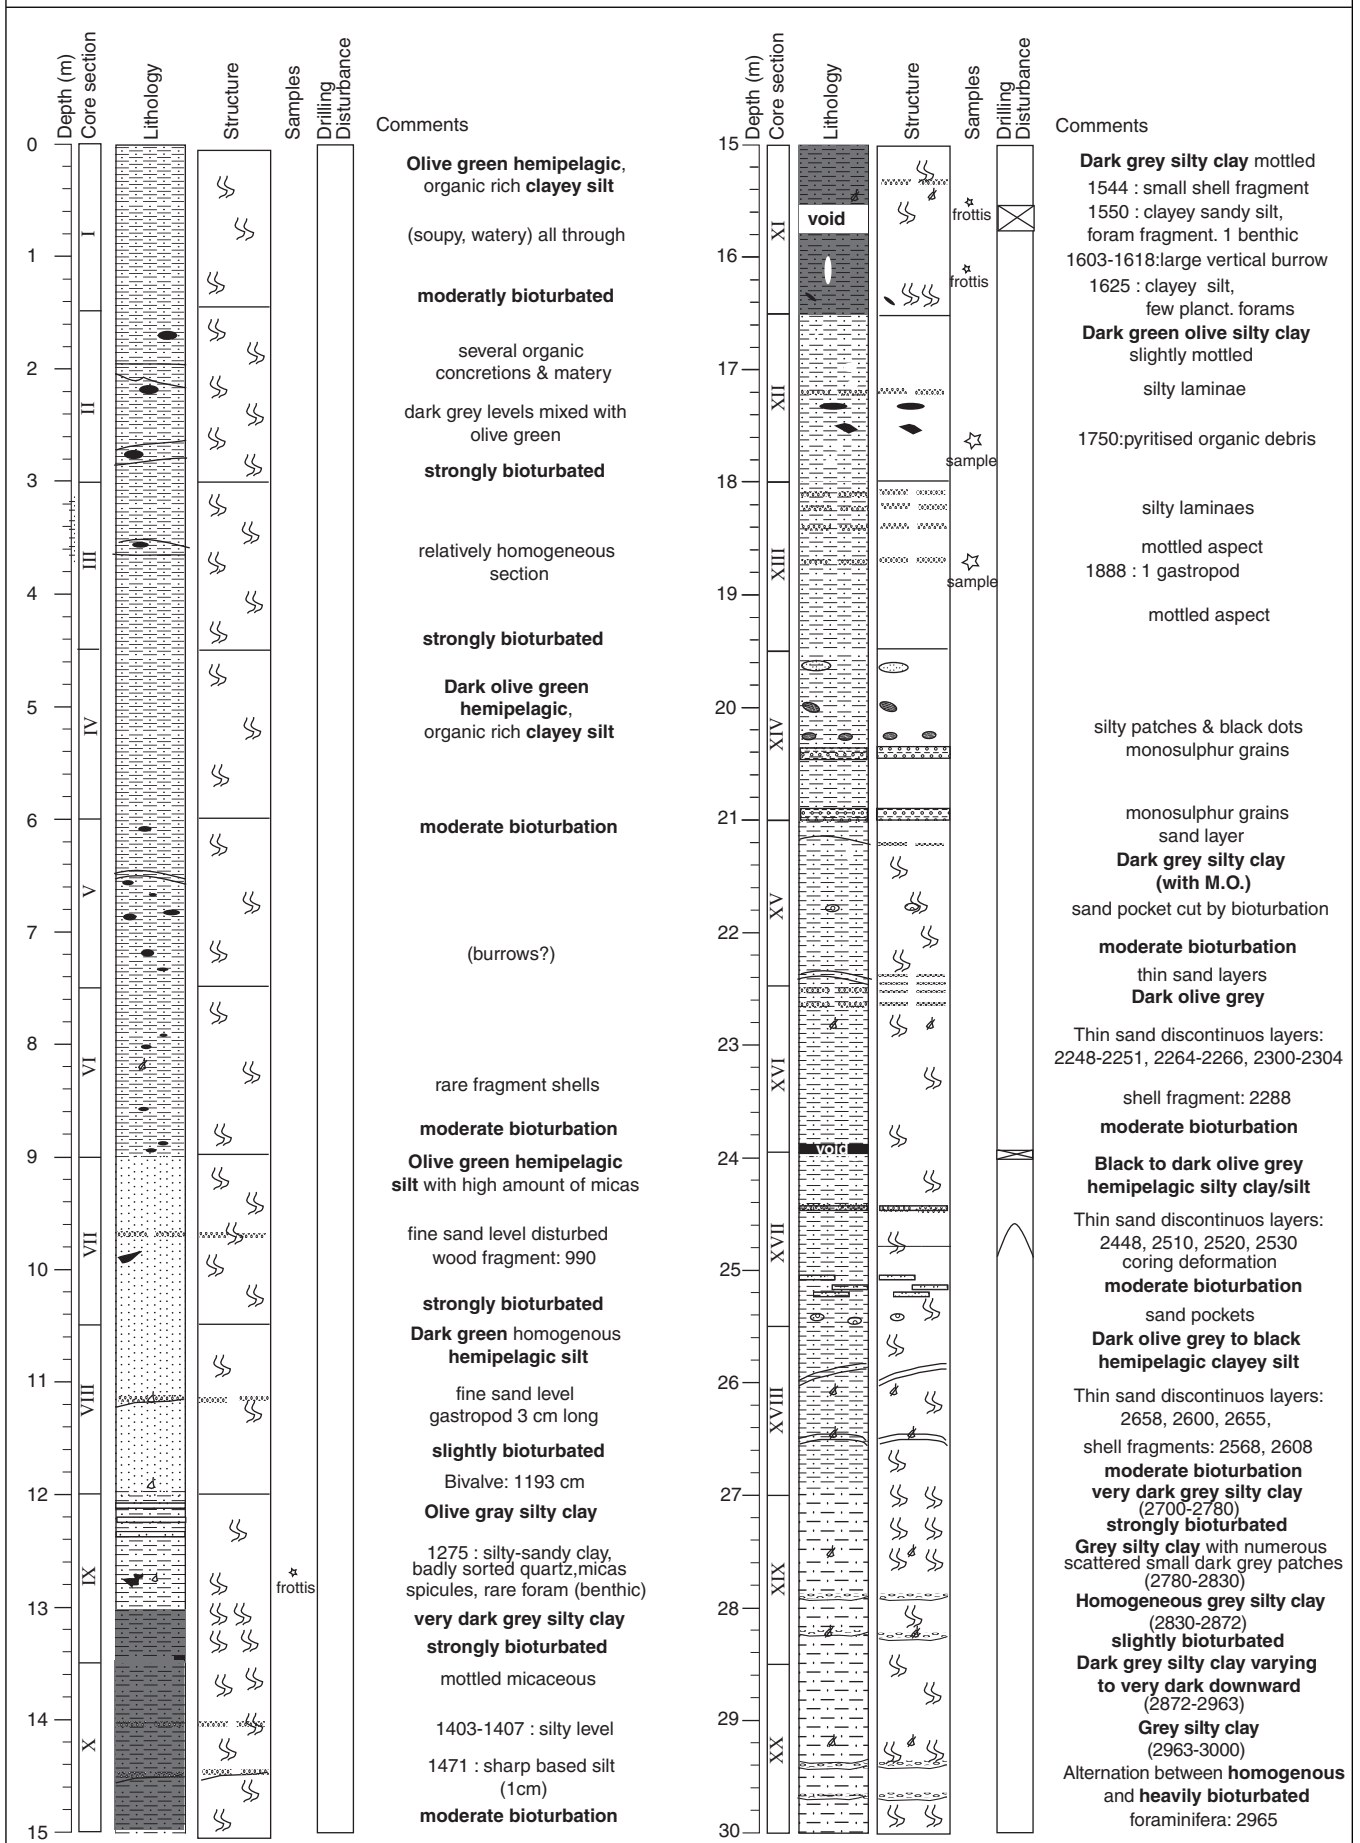 Depth (m)
Core section
Lithology
Structure
Samples
Drilling
Disturbance
Comments
0
1
2
3
4
5
6
7
8
9
10
11
12
13
14
15
I
II
III
IV
V
VI
VII
VIII
IX
X
frottis
Olive green hemipelagic,
organic rich clayey silt
(soupy, watery) all through
moderatly bioturbated
several organic
concretions & matery
dark grey levels mixed with
olive green
strongly bioturbated
relatively homogeneous
section
strongly bioturbated
Dark olive green
hemipelagic,
organic rich clayey silt
moderate bioturbation
(burrows?)
rare fragment shells
moderate bioturbation
Olive green hemipelagic
silt with high amount of micas
fine sand level disturbed
wood fragment: 990
strongly bioturbated
Dark green homogenous
hemipelagic silt
fine sand level
gastropod 3 cm long
slightly bioturbated
Bivalve: 1193 cm
Olive gray silty clay
1275 : silty-sandy clay,
badly sorted quartz,micas
spicules, rare foram (benthic)
very dark grey silty clay
strongly bioturbated
mottled micaceous
1403-1407 : silty level
1471 : sharp based silt
(1cm)
moderate bioturbation
Depth (m)
Core section
Lithology
Structure
Samples
Drilling
Disturbance
Comments
15
16
17
18
19
20
21
22
23
24
25
26
27
28
29
30
XI
XII
XIII
XIV
XV
XVI
XVII
XVIII
XIX
XX
void
void
frottis
frottis
sample
sample
Dark grey silty clay mottled
1544 : small shell fragment
1550 : clayey sandy silt,
foram fragment. 1 benthic
1603-1618:large vertical burrow
1625 : clayey silt,
few planct. forams
Dark green olive silty clay
slightly mottled
silty laminae
1750:pyritised organic debris
silty laminaes
mottled aspect
1888 : 1 gastropod
mottled aspect
silty patches & black dots
monosulphur grains
monosulphur grains
sand layer
Dark grey silty clay
(with M.O.)
sand pocket cut by bioturbation
moderate bioturbation
thin sand layers
Dark olive grey
Thin sand discontinuos layers:
2248-2251, 2264-2266, 2300-2304
shell fragment: 2288
moderate bioturbation
Black to dark olive grey
hemipelagic silty clay/silt
Thin sand discontinuos layers:
2448, 2510, 2520, 2530
coring deformation
moderate bioturbation
sand pockets
Dark olive grey to black
hemipelagic clayey silt
Thin sand discontinuos layers:
2658, 2600, 2655,
shell fragments: 2568, 2608
moderate bioturbation
very dark grey silty clay
(2700-2780)
strongly bioturbated
Grey silty clay with numerous
scattered small dark grey patches
(2780-2830)
Homogeneous grey silty clay
(2830-2872)
slightly bioturbated
Dark grey silty clay varying
to very dark downward
(2872-2963)
Grey silty clay
(2963-3000)
Alternation between homogenous
and heavily bioturbated
foraminifera: 2965